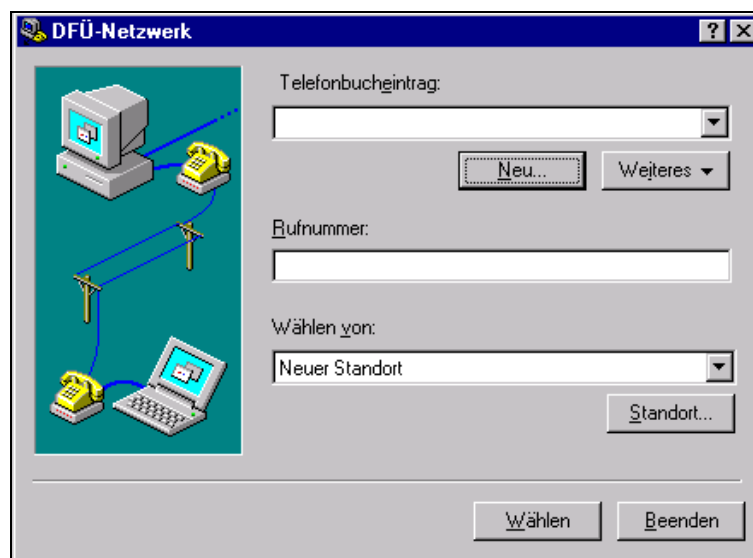 DFÜ-Netzwerk
Telefonbucheintrag:
Neu...
Weiteres
Rufnummer:
Wählen von:
Neuer Standort
Standort...
Wählen
Beenden